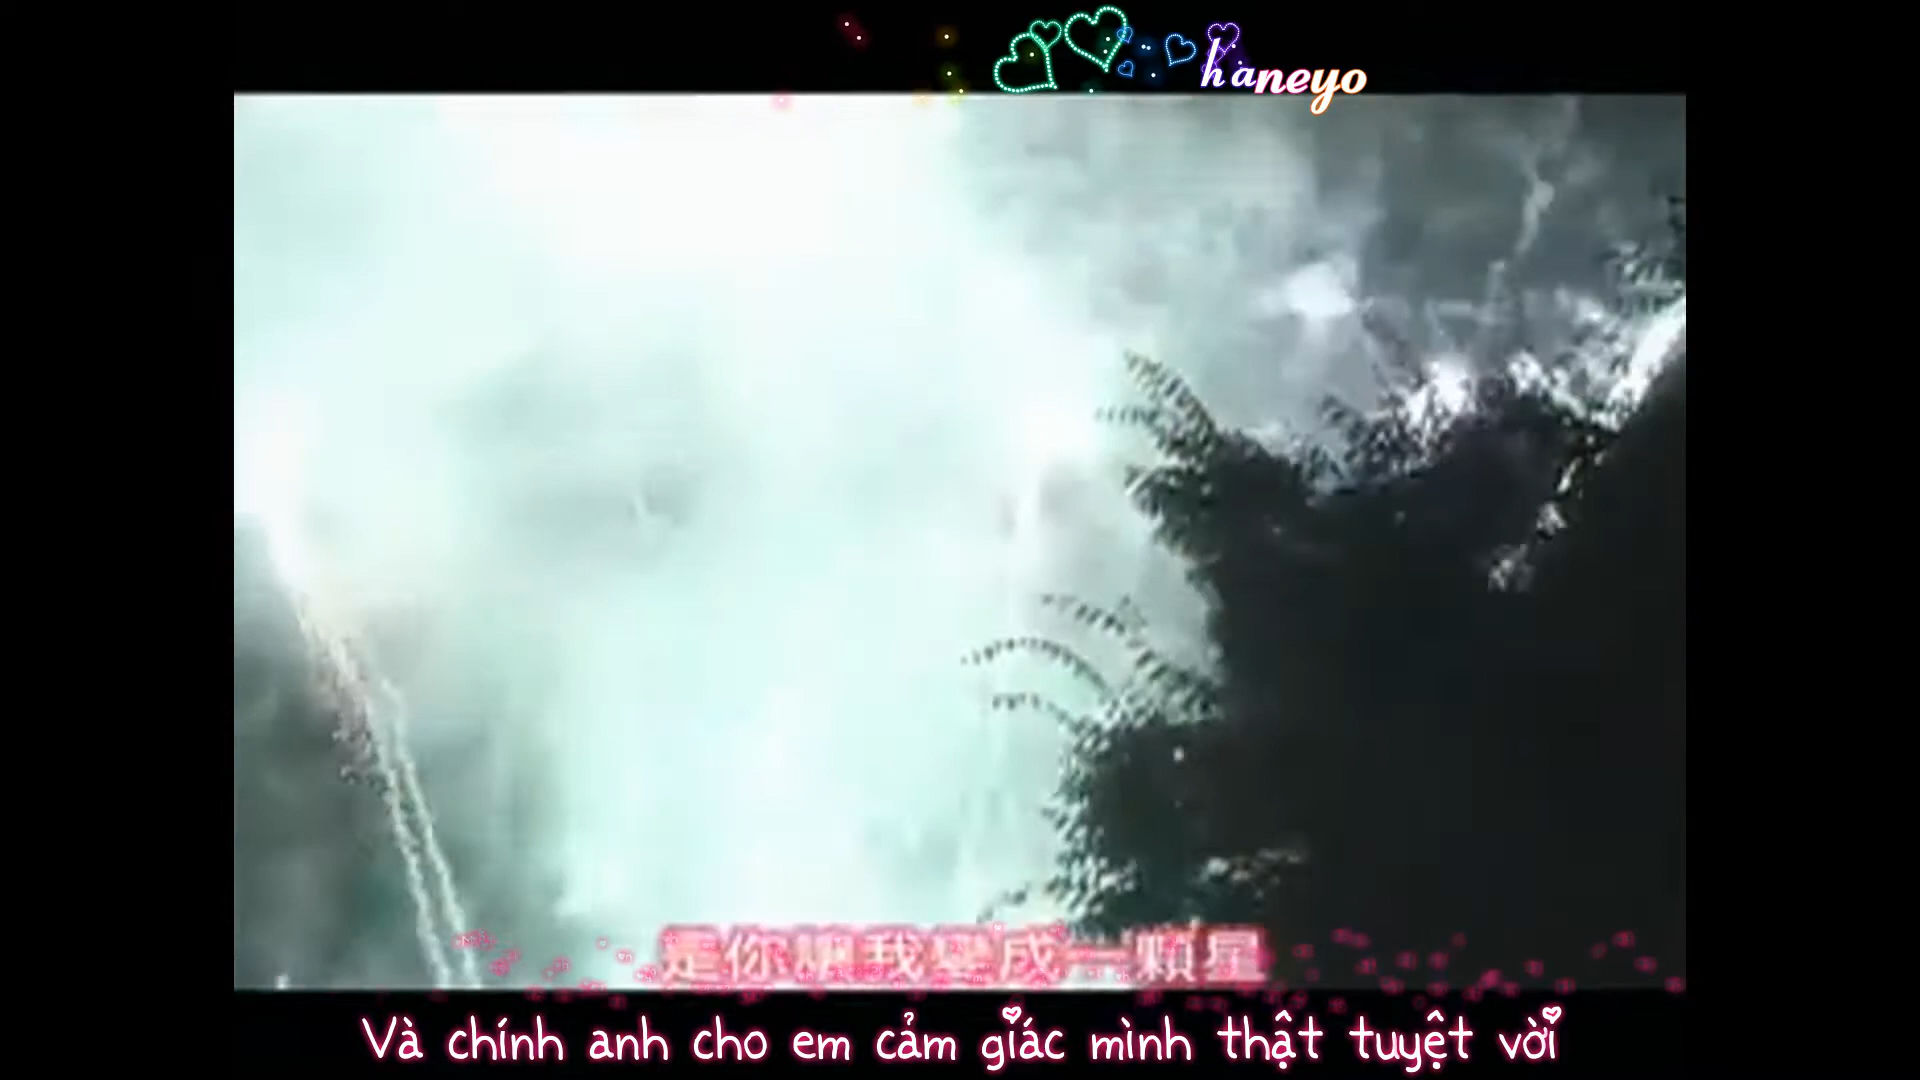 haneyo
是你讓我變成一顆星
Và chính anh cho em cảm giác mình thật tuyệt vời